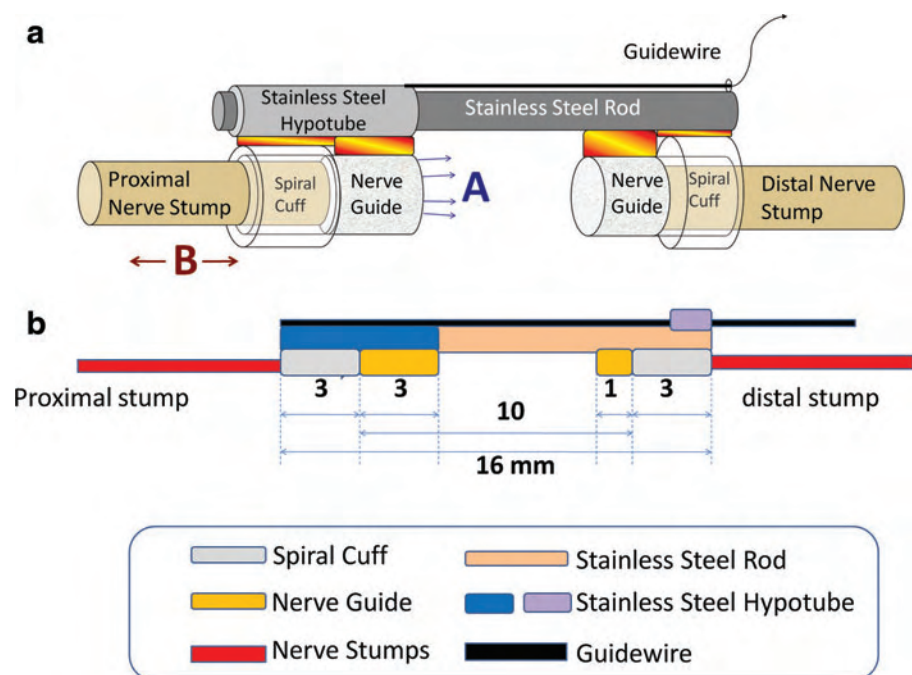 a
Guidewire
Stainless Steel
Hypotube
Stainless Steel Rod
Proximal
Nerve Stump
Spiral
Cuff
Nerve
Guide
A
Nerve
Guide
Spiral
Cuff
Distal Nerve
Stump
B
b
Proximal stump
3
3
1
3
distal stump
10
16 mm
Spiral Cuff
Stainless Steel Rod
Nerve Guide
Stainless Steel Hypotube
Nerve Stumps
Guidewire